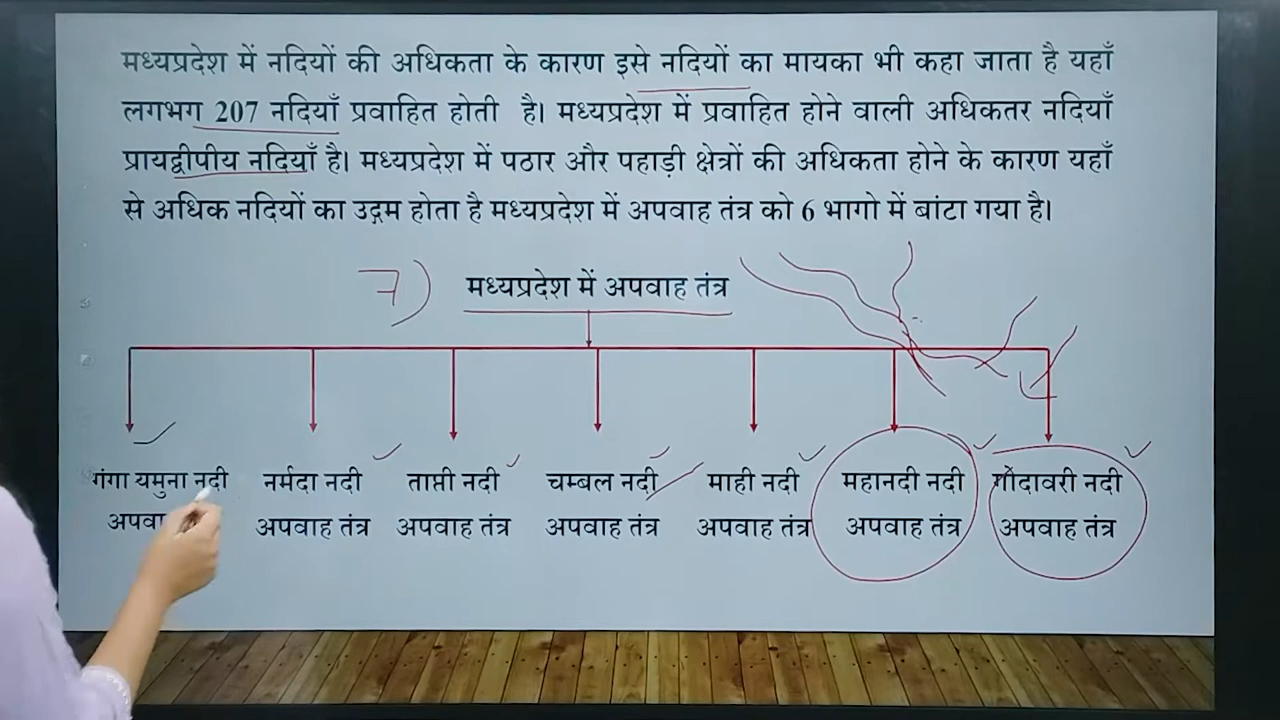 मध्यप्रदेश में नदियों की अधिकता के कारण इसे नदियों का मायका भी कहा जाता है यहाँ
लगभग 207 नदियाँ प्रवाहित होती है। मध्यप्रदेश में प्रवाहित होने वाली अधिकतर नदियाँ
प्रायद्वीपीय नदियाँ है। मध्यप्रदेश में पठार और पहाड़ी क्षेत्रों की अधिकता होने के कारण यहाँ
से अधिक नदियों का उद्गम होता है मध्यप्रदेश में अपवाह तंत्र को 6 भागो में बांटा गया है।
7) मध्यप्रदेश में अपवाह तंत्र
गंगा यमुना नदी नर्मदा नदी ताप्ती नदी चम्बल नदी माही नदी महानदी नदी गोदावरी नदी
अपवाह तंत्र अपवाह तंत्र अपवाह तंत्र अपवाह तंत्र अपवाह तंत्र अपवाह तंत्र